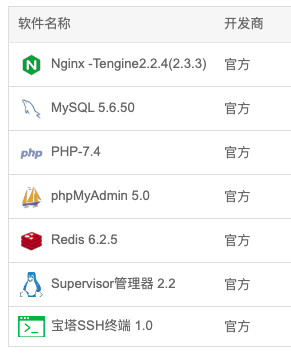 软件名称 开发商
Nginx -Tengine2.2.4(2.3.3) 官方
MySQL 5.6.50 官方
php PHP-7.4 官方
phpMyAdmin 5.0 官方
Redis 6.2.5 官方
Supervisor管理器 2.2 官方
宝塔SSH终端 1.0 官方